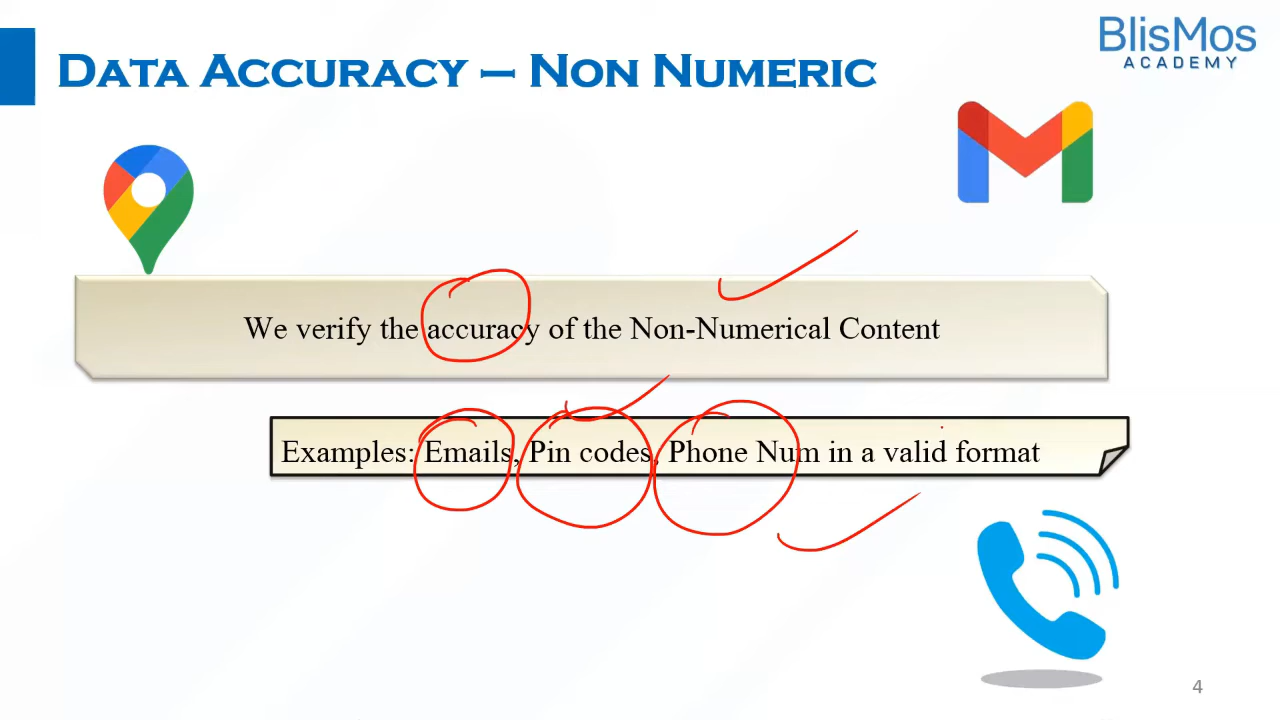 BlisMos
ACADEMY
DATA ACCURACY – NON NUMERIC
We verify the accuracy of the Non-Numerical Content
Examples: Emails, Pin codes, Phone Num in a valid format
4